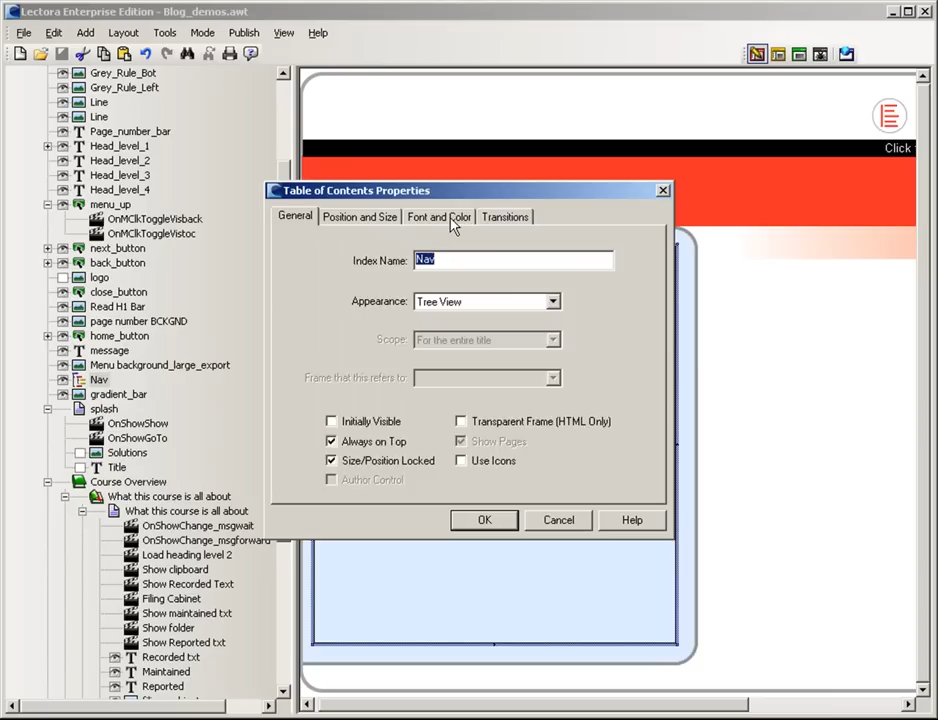 Lectora Enterprise Edition - Blog_demos.awt
File Edit Add Layout Tools Mode Publish View Help
Grey_Rule_Bot
Grey_Rule_Left
Line
Line
Page_number_bar
Head_level_1
Head_level_2
Head_level_3
Head_level_4
menu_up
OnMClkToggleVisback
OnMClkToggleVistoc
next_button
back_button
logo
close_button
Read H1 Bar
page number BCKGND
home_button
message
Menu background_large_export
Nav
gradient_bar
splash
OnShowShow
OnShowGoTo
Solutions
Title
Course Overview
What this course is all about
What this course is all about
OnShowChange_msgwait
OnShowChange_msgforward
Load heading level 2
Show clipboard
Show Recorded Text
Filing Cabinet
Show maintained txt
Show folder
Show Reported txt
Recorded txt
Maintained
Reported
Click
Table of Contents Properties
General Position and Size Font and Color Transitions
Index Name: Nav
Appearance: Tree View
Scope: For the entire title
Frame that this refers to:
Initially Visible Transparent Frame (HTML Only)
Always on Top Show Pages
Size/Position Locked Use Icons
Author Control
OK Cancel Help